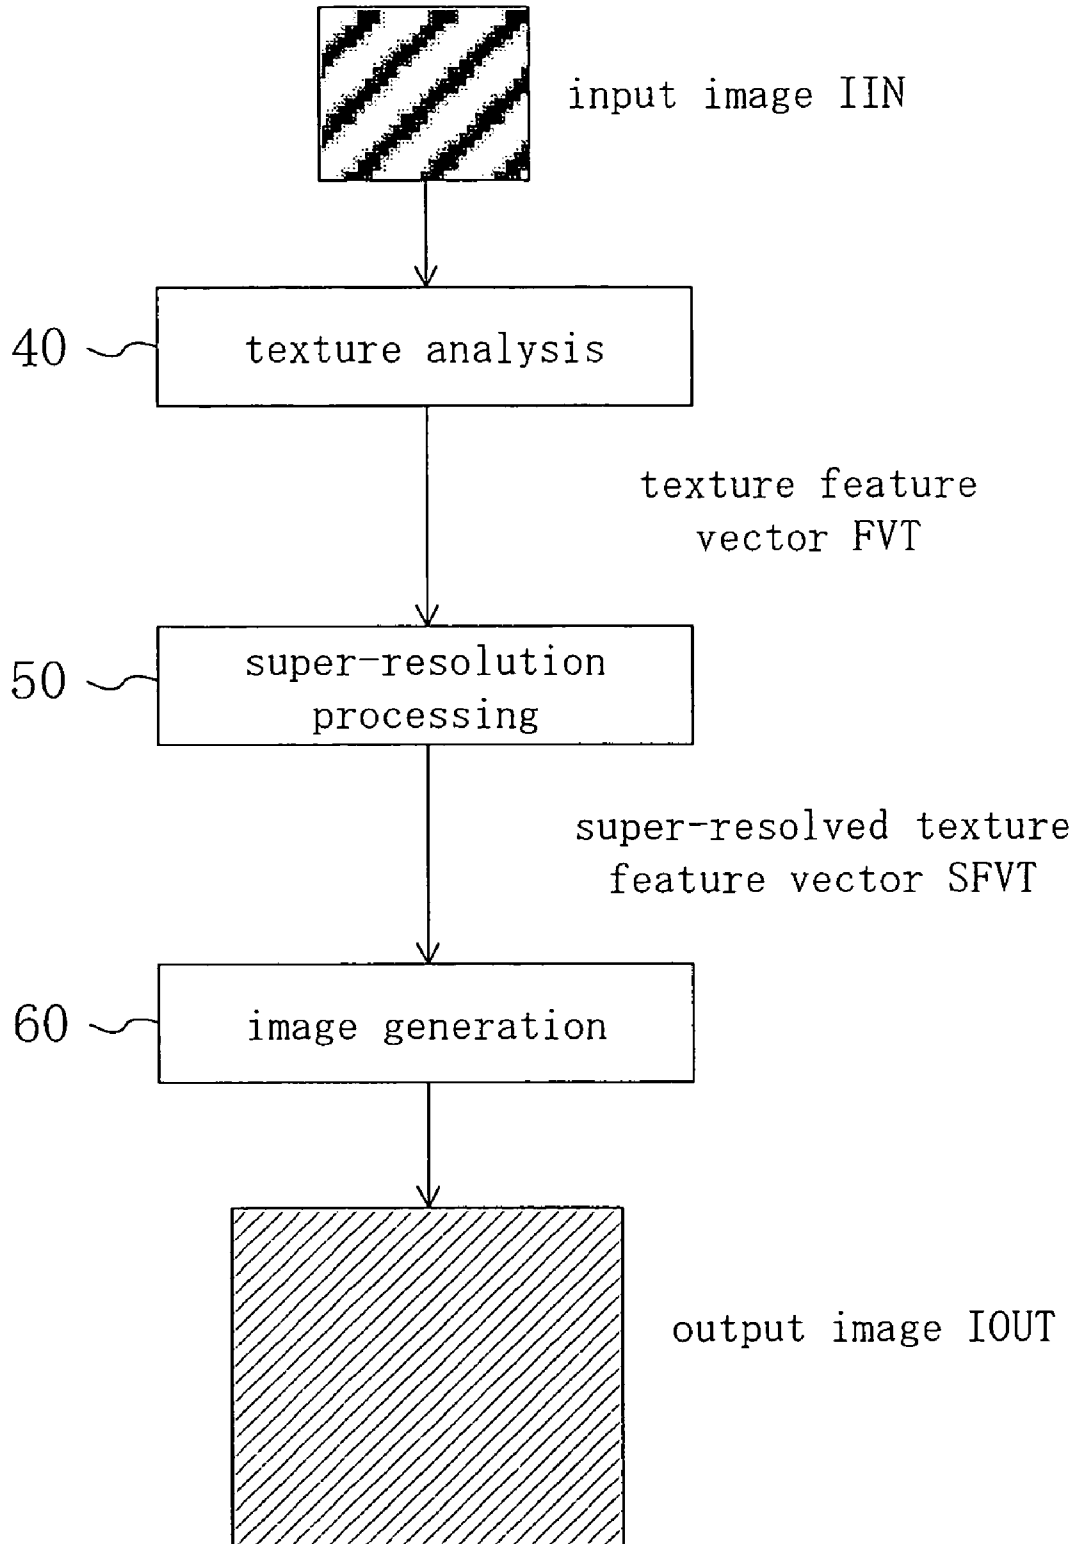 input image IIN
40
texture analysis
texture feature
vector FVT
50
super-resolution
processing
super-resolved texture
feature vector SFVT
60
image generation
output image IOUT